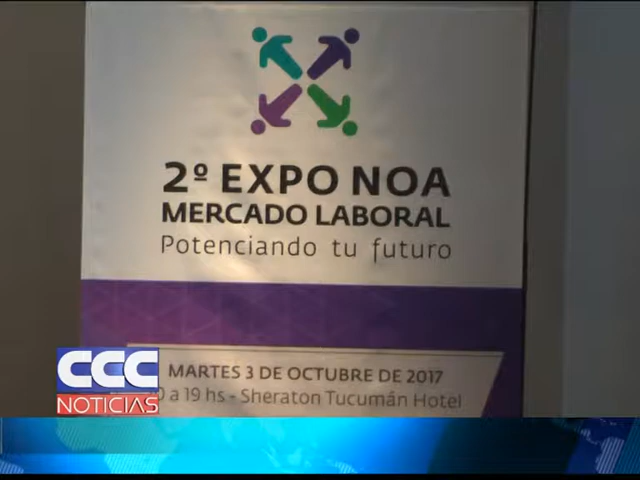 2º EXPO NOA
MERCADO LABORAL
Potenciando tu futuro
MARTES 3 DE OCTUBRE DE 2017
a 19 hs - Sheraton Tucumán Hotel
CCC
NOTICIAS